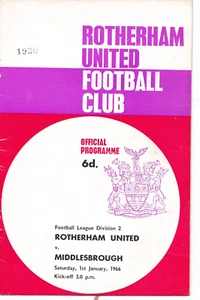 1930
ROTHERHAM
UNITED
FOOTBALL
CLUB
OFFICIAL
PROGRAMME
6d.
Football League Division 2
ROTHERHAM UNITED
v.
MIDDLESBROUGH
Saturday, 1st January, 1966
Kick-off 3.0 p.m.